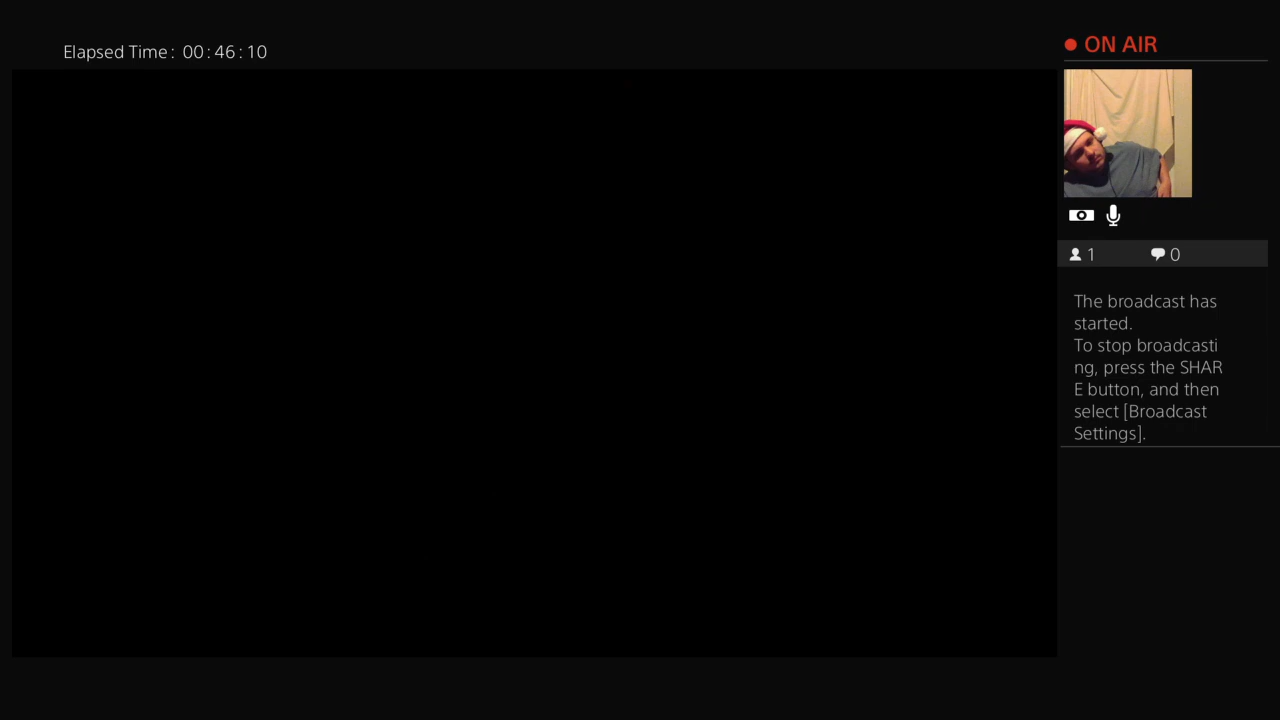 Elapsed Time: 00:46:10
ON AIR
1
0
The broadcast has
started.
To stop broadcasti
ng, press the SHAR
E button, and then
select [Broadcast
Settings].